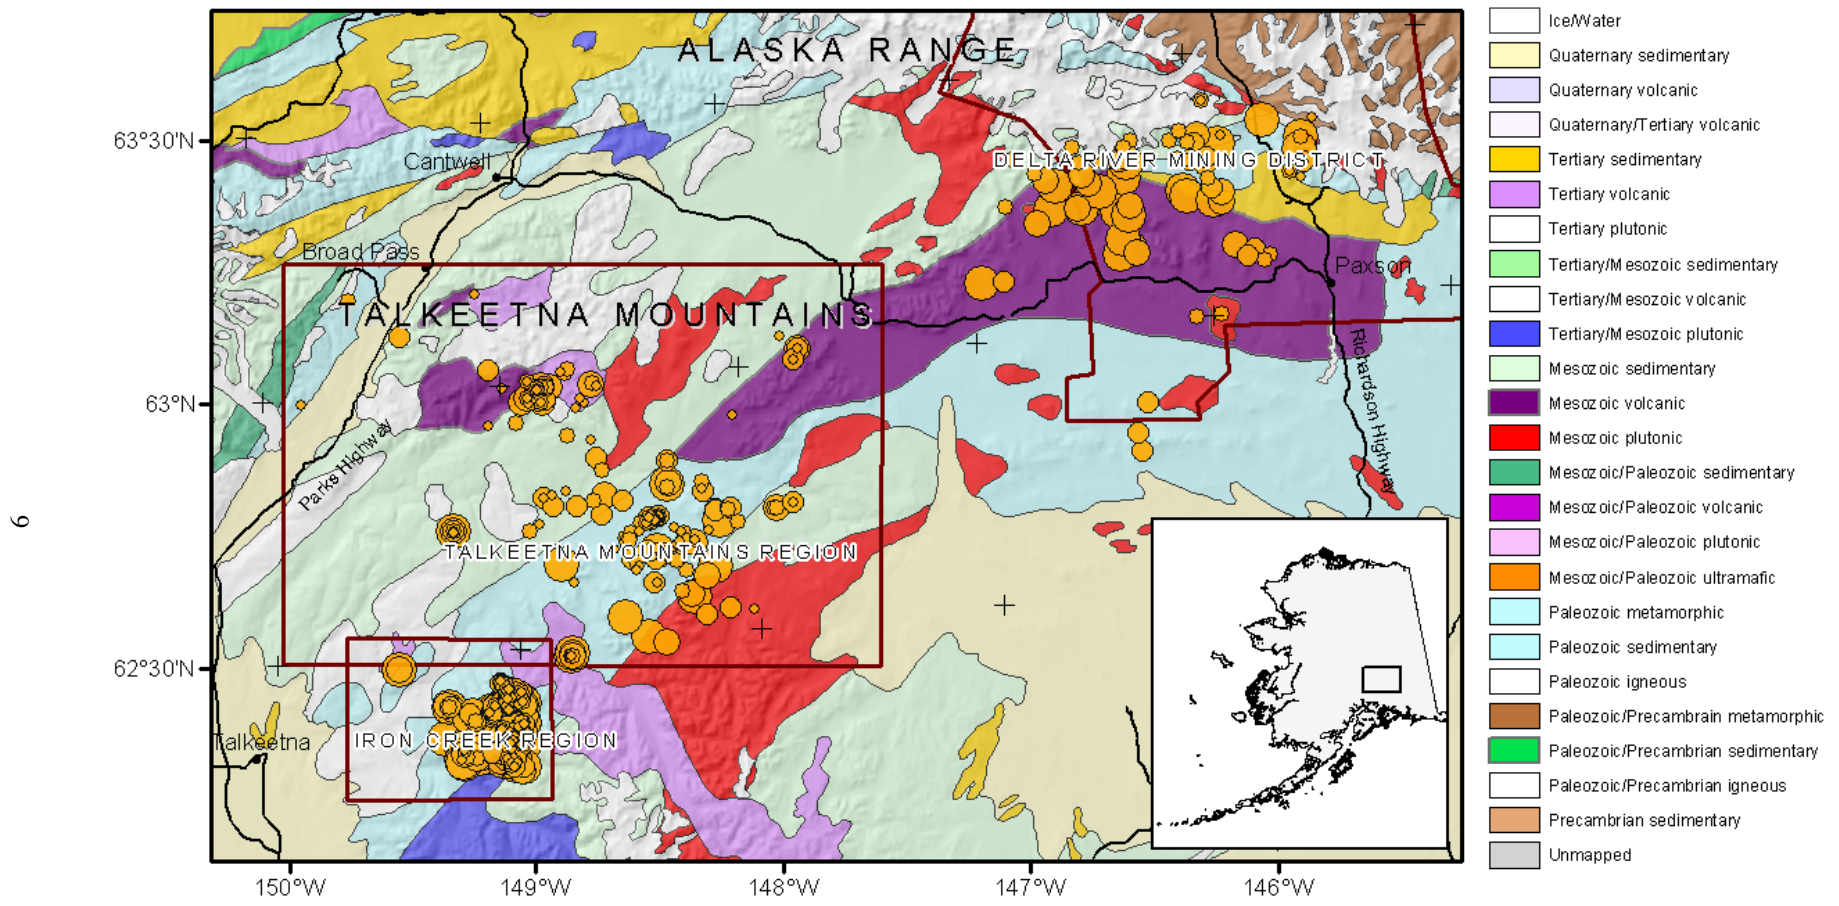 ALASKA RANGE
63°30'N
Cantwell
DELTA RIVER MINING DISTRICT
Broad Pass
Paxson
TALKEETNA MOUNTAINS
63°N
Parks Highway
Richardson Highway
TALKEETNA MOUNTAINS REGION
62°30'N
Talkeetna
IRON CREEK REGION
150°W
149°W
148°W
147°W
146°W
Ice/Water
Quaternary sedimentary
Quaternary volcanic
Quaternary/Tertiary volcanic
Tertiary sedimentary
Tertiary volcanic
Tertiary plutonic
Tertiary/Mesozoic sedimentary
Tertiary/Mesozoic volcanic
Tertiary/Mesozoic plutonic
Mesozoic sedimentary
Mesozoic volcanic
Mesozoic plutonic
Mesozoic/Paleozoic sedimentary
Mesozoic/Paleozoic volcanic
Mesozoic/Paleozoic plutonic
Mesozoic/Paleozoic ultramafic
Paleozoic metamorphic
Paleozoic sedimentary
Paleozoic igneous
Paleozoic/Precambrain metamorphic
Paleozoic/Precambrian sedimentary
Paleozoic/Precambrian igneous
Precambrian sedimentary
Unmapped
6